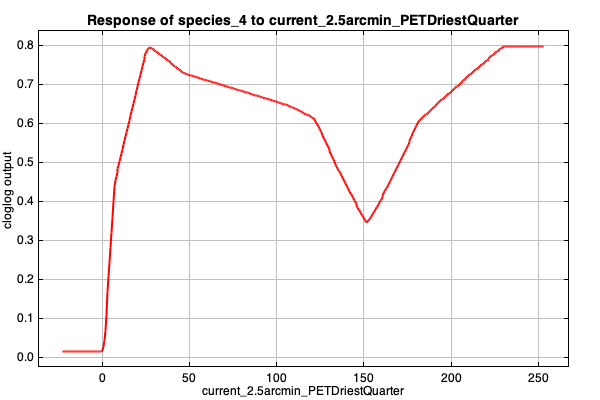 Response of species_4 to current_2.5arcmin_PETDriestQuarter
0.8
0.7
0.6
0.5
0.4
0.3
0.2
0.1
0.0
cloglog output
0 50 100 150 200 250
current_2.5arcmin_PETDriestQuarter